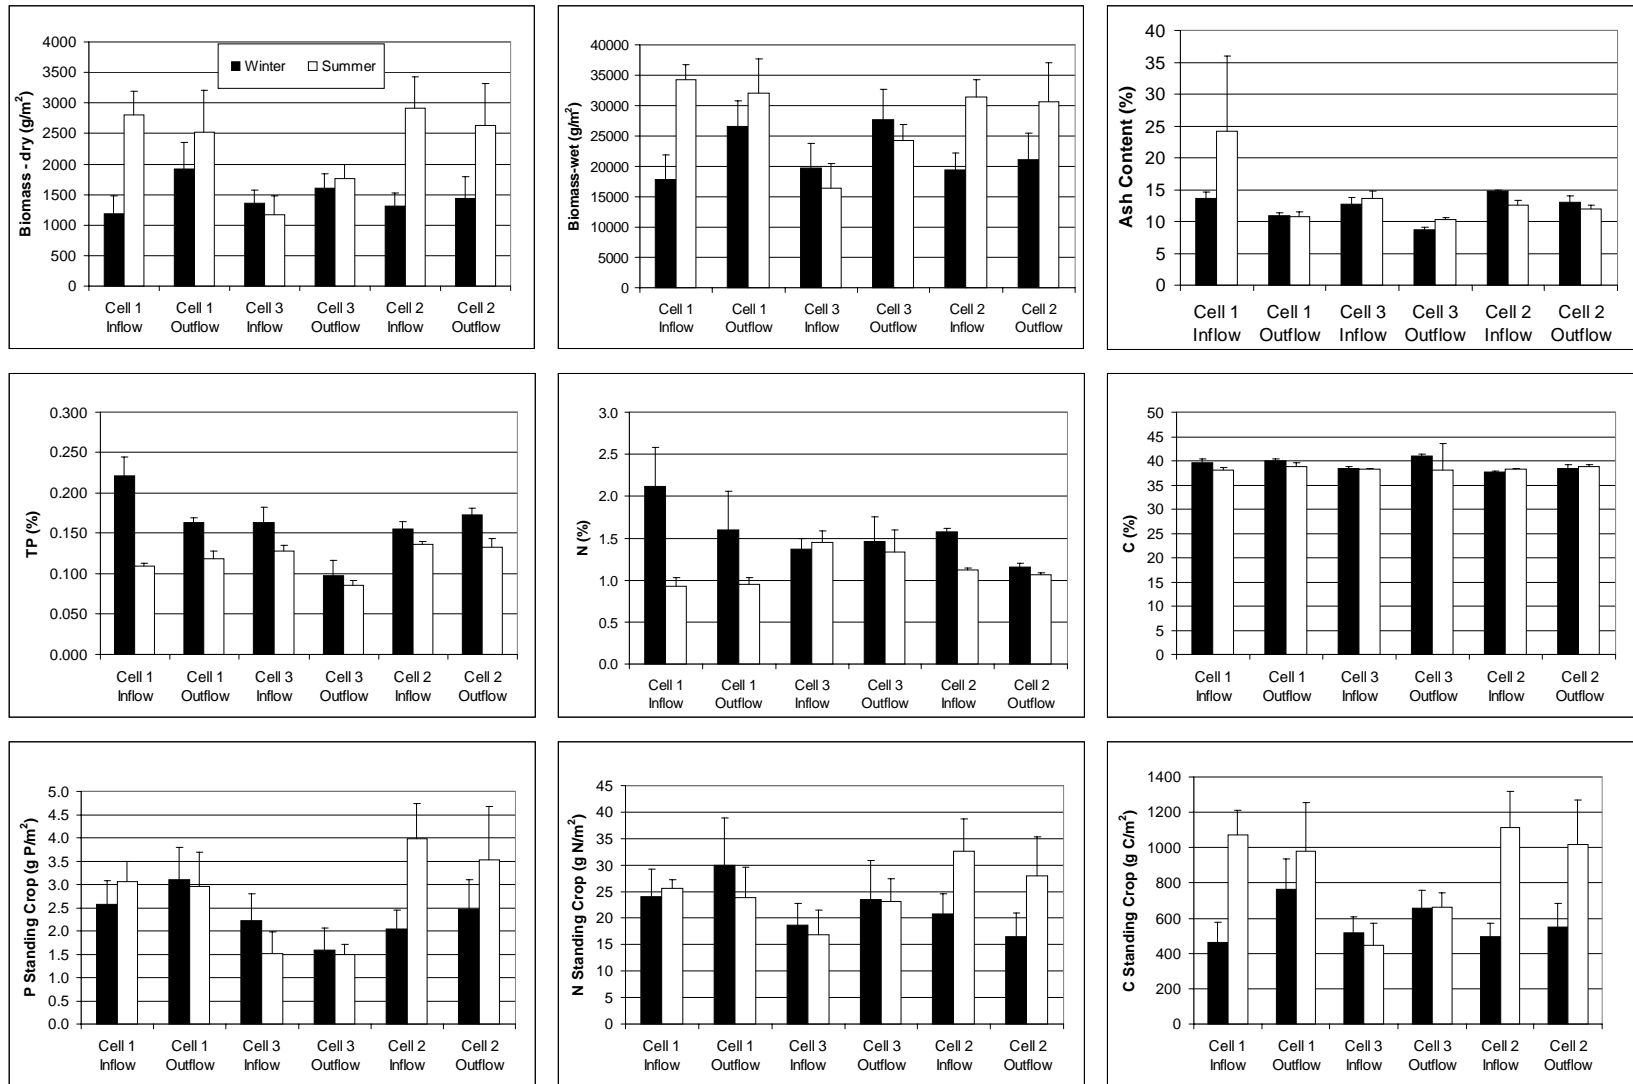 Biomass - dry (g/m²)
4000
3500
3000
2500
2000
1500
1000
500
0
Winter Summer
Cell 1 Cell 1 Cell 3 Cell 3 Cell 2 Cell 2
Inflow Outflow Inflow Outflow Inflow Outflow
Biomass-wet (g/m²)
40000
35000
30000
25000
20000
15000
10000
5000
0
Cell 1 Cell 1 Cell 3 Cell 3 Cell 2 Cell 2
Inflow Outflow Inflow Outflow Inflow Outflow
Ash Content (%)
40
35
30
25
20
15
10
5
0
Cell 1 Cell 1 Cell 3 Cell 3 Cell 2 Cell 2
Inflow Outflow Inflow Outflow Inflow Outflow
TP (%)
0.300
0.250
0.200
0.150
0.100
0.050
0.000
Cell 1 Cell 1 Cell 3 Cell 3 Cell 2 Cell 2
Inflow Outflow Inflow Outflow Inflow Outflow
N (%)
3.0
2.5
2.0
1.5
1.0
0.5
0.0
Cell 1 Cell 1 Cell 3 Cell 3 Cell 2 Cell 2
Inflow Outflow Inflow Outflow Inflow Outflow
C (%)
50
45
40
35
30
25
20
15
10
5
0
Cell 1 Cell 1 Cell 3 Cell 3 Cell 2 Cell 2
Inflow Outflow Inflow Outflow Inflow Outflow
P Standing Crop (g P/m²)
5.0
4.5
4.0
3.5
3.0
2.5
2.0
1.5
1.0
0.5
0.0
Cell 1 Cell 1 Cell 3 Cell 3 Cell 2 Cell 2
Inflow Outflow Inflow Outflow Inflow Outflow
N Standing Crop (g N/m²)
45
40
35
30
25
20
15
10
5
0
Cell 1 Cell 1 Cell 3 Cell 3 Cell 2 Cell 2
Inflow Outflow Inflow Outflow Inflow Outflow
C Standing Crop (g C/m²)
1400
1200
1000
800
600
400
200
0
Cell 1 Cell 1 Cell 3 Cell 3 Cell 2 Cell 2
Inflow Outflow Inflow Outflow Inflow Outflow